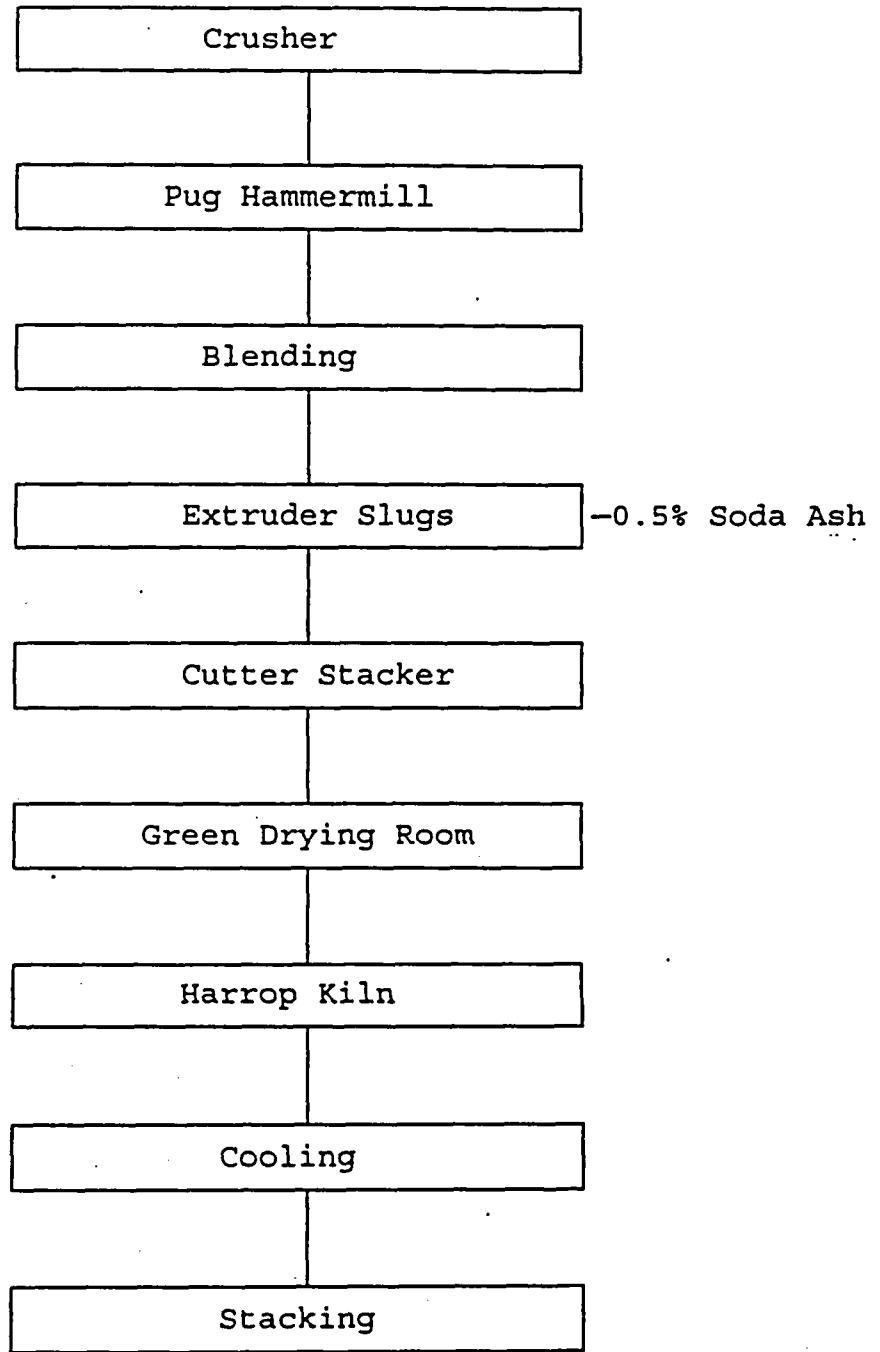 Crusher
Pug Hammermill
Blending
Extruder Slugs —0.5% Soda Ash
Cutter Stacker
Green Drying Room
Harrop Kiln
Cooling
Stacking